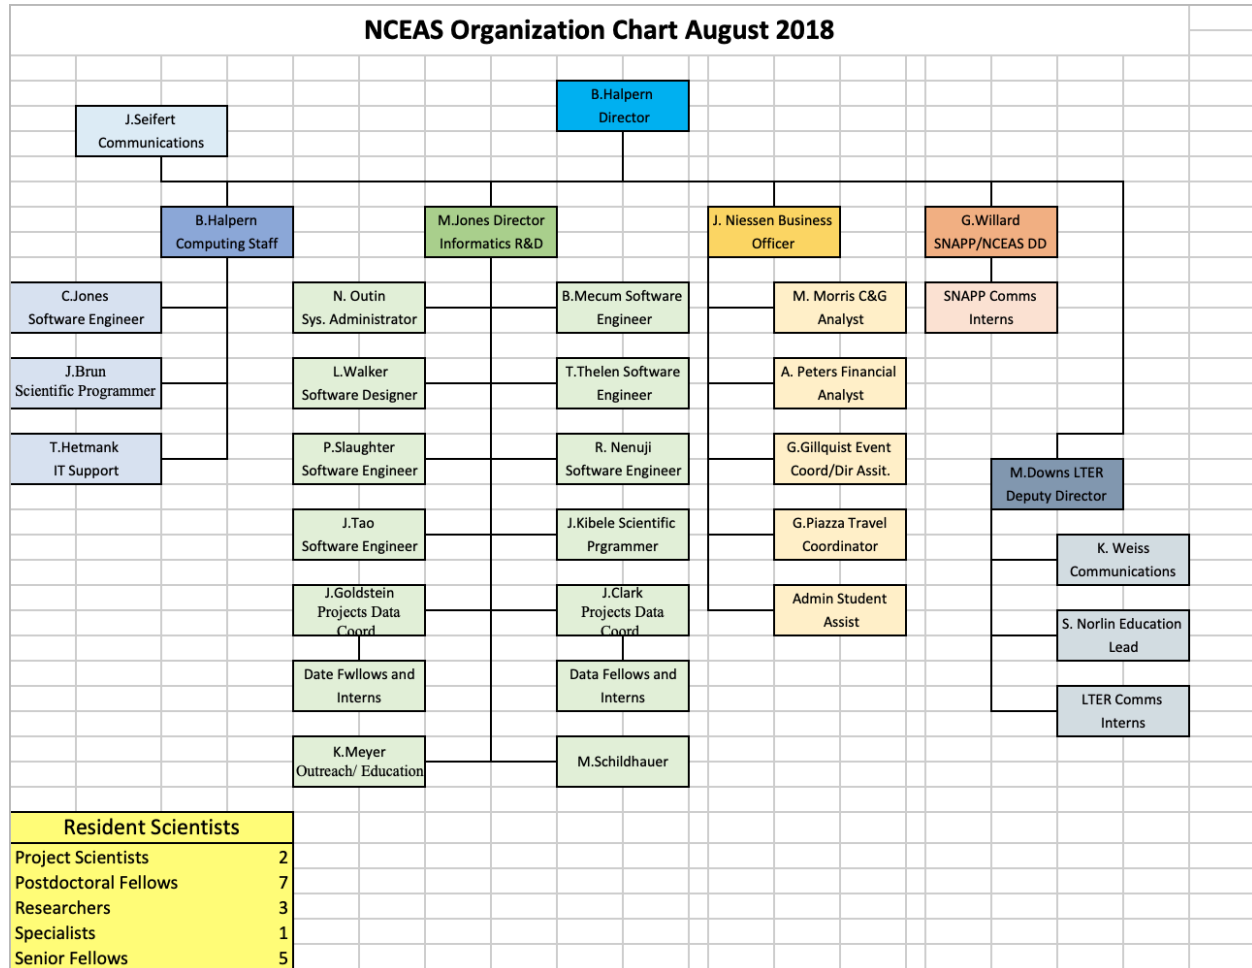 NCEAS Organization Chart August 2018
B.Halpern
Director
J.Seifert
Communications
B.Halpern
Computing Staff
M.Jones Director
Informatics R&D
J. Niessen Business
Officer
G.Willard
SNAPP/NCEAS DD
C.Jones
Software Engineer
N. Outin
Sys. Administrator
B.Mecum Software
Engineer
M. Morris C&G
Analyst
SNAPP Comms
Interns
J.Brun
Scientific Programmer
L.Walker
Software Designer
T.Thelen Software
Engineer
A. Peters Financial
Analyst
T.Hetmank
IT Support
P.Slaughter
Software Engineer
R. Nenuji
Software Engineer
G.Gillquist Event
Coord/Dir Assit.
M.Downs LTER
Deputy Director
J.Tao
Software Engineer
J.Kibele Scientific
Prgrammer
G.Piazza Travel
Coordinator
K. Weiss
Communications
J.Goldstein
Projects Data
Coord
J.Clark
Projects Data
Coord
Admin Student
Assist
S. Norlin Education
Lead
Date Fwllows and
Interns
Data Fellows and
Interns
LTER Comms
Interns
K.Meyer
Outreach/ Education
M.Schildhauer
Resident Scientists
Project Scientists 2
Postdoctoral Fellows 7
Researchers 3
Specialists 1
Senior Fellows 5